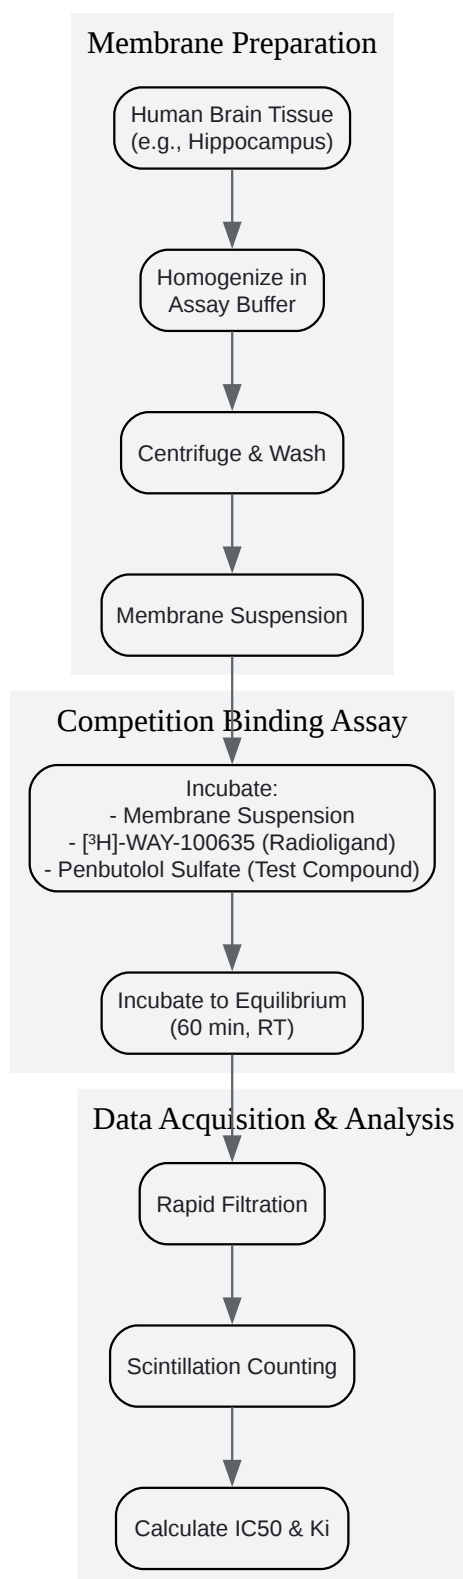 Membrane Preparation
Human Brain Tissue
(e.g., Hippocampus)
Homogenize in
Assay Buffer
Centrifuge & Wash
Membrane Suspension
Competition Binding Assay
Incubate:
- Membrane Suspension
- [³H]-WAY-100635 (Radioligand)
- Penbutolol Sulfate (Test Compound)
Incubate to Equilibrium
(60 min, RT)
Data Acquisition & Analysis
Rapid Filtration
Scintillation Counting
Calculate IC50 & Ki